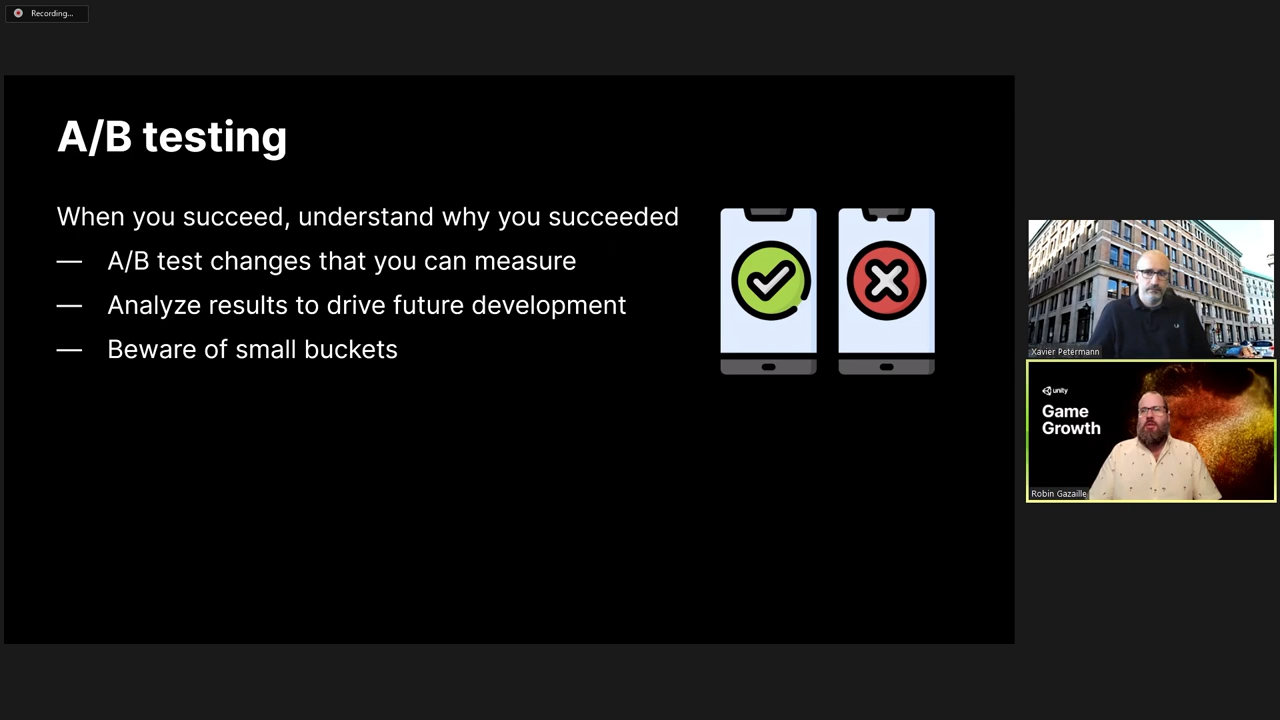 Recording...
A/B testing
When you succeed, understand why you succeeded
— A/B test changes that you can measure
— Analyze results to drive future development
— Beware of small buckets
Xavier Petermann
unity
Game
Growth
Robin Gazaille